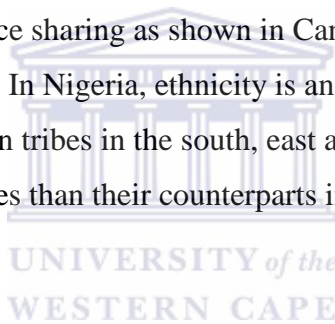 ce sharing as shown in Car
In Nigeria, ethnicity is an
n tribes in the south, east a
es than their counterparts i
UNIVERSITY of the
WESTERN CAPE